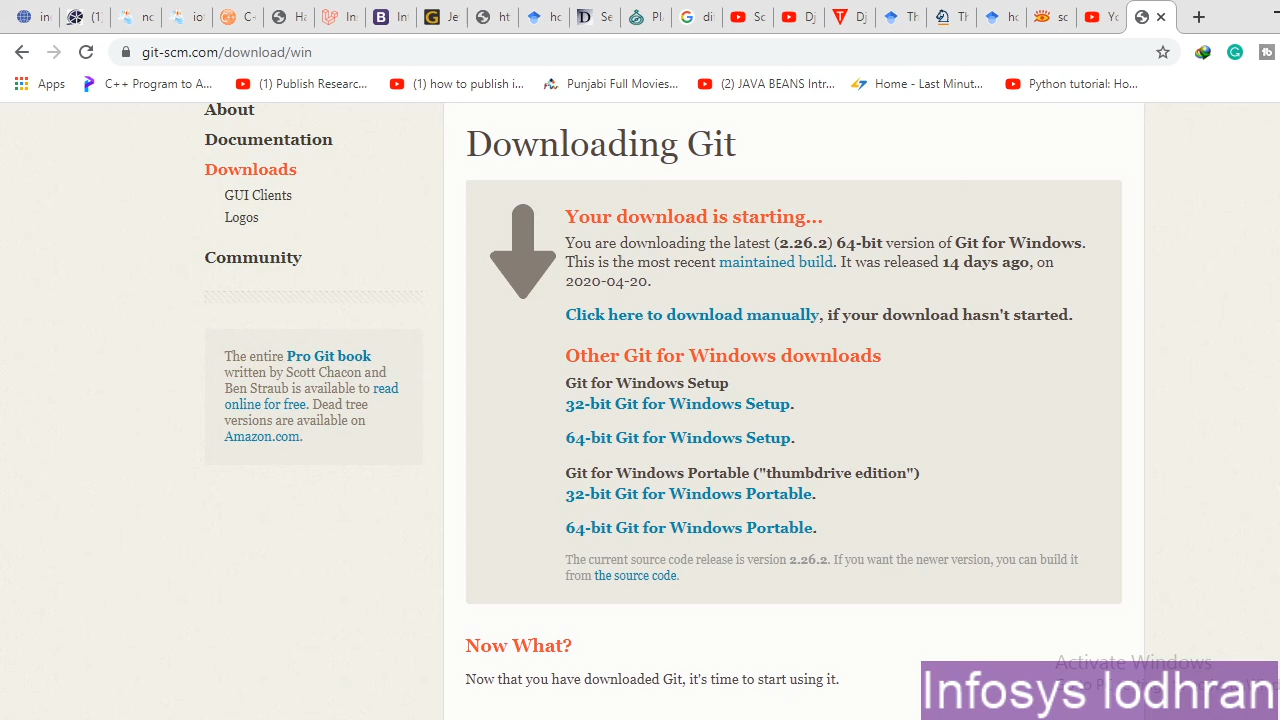 git-scm.com/download/win
Apps
C++ Program to A...
(1) Publish Researc...
(1) how to publish i...
Punjabi Full Movies...
(2) JAVA BEANS Intr...
Home - Last Minut...
Python tutorial: Ho...
About
Documentation
Downloads
GUI Clients
Logos
Community
The entire Pro Git book
written by Scott Chacon and
Ben Straub is available to read
online for free. Dead tree
versions are available on
Amazon.com.
Downloading Git
Your download is starting...
You are downloading the latest (2.26.2) 64-bit version of Git for Windows.
This is the most recent maintained build. It was released 14 days ago, on
2020-04-20.
Click here to download manually, if your download hasn't started.
Other Git for Windows downloads
Git for Windows Setup
32-bit Git for Windows Setup.
64-bit Git for Windows Setup.
Git for Windows Portable ("thumbdrive edition")
32-bit Git for Windows Portable.
64-bit Git for Windows Portable.
The current source code release is version 2.26.2. If you want the newer version, you can build it
from the source code.
Now What?
Now that you have downloaded Git, it's time to start using it.
Activate Windows
Infosys lodhran